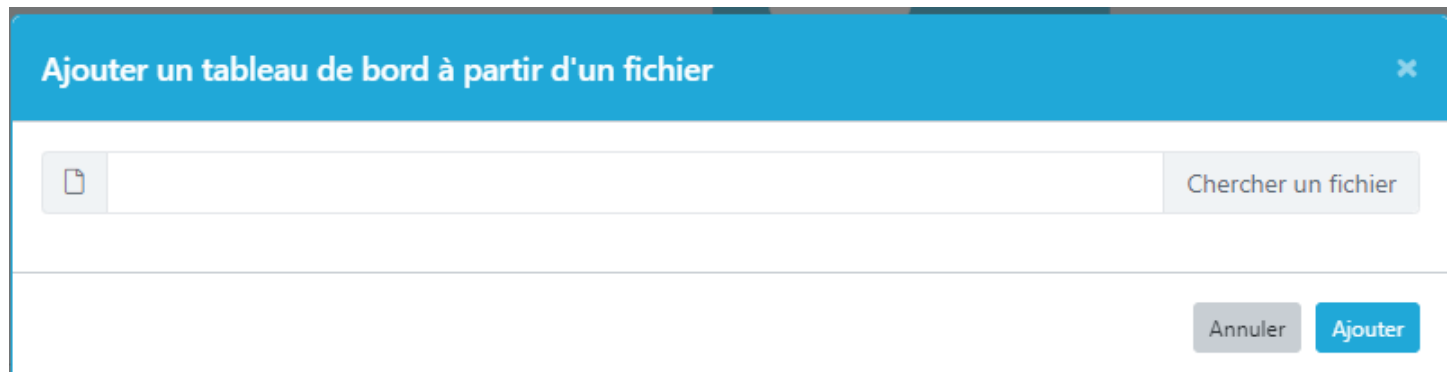 Ajouter un tableau de bord à partir d'un fichier
Chercher un fichier
Annuler
Ajouter